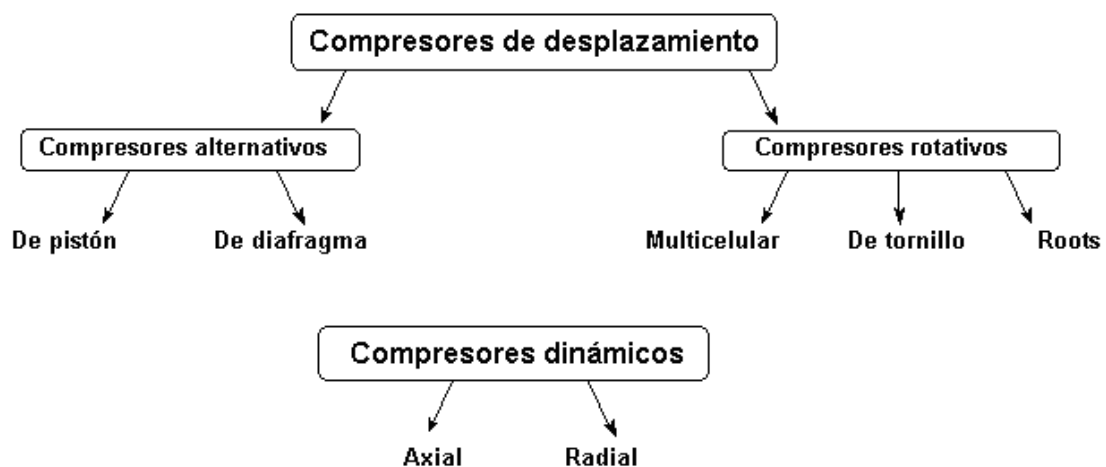 Compresores de desplazamiento
Compresores alternativos
Compresores rotativos
De pistón
De diafragma
Multicelular
De tornillo
Roots
Compresores dinámicos
Axial
Radial